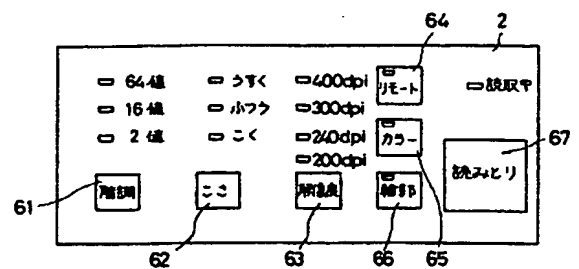 64 2
64値 うすく 400dpi リモート 読取中
16値 ふつう 300dpi
2値 こく 240dpi カラー 67
200dpi 読みとり
61 階調 こさ 解像度
62 63 66 65